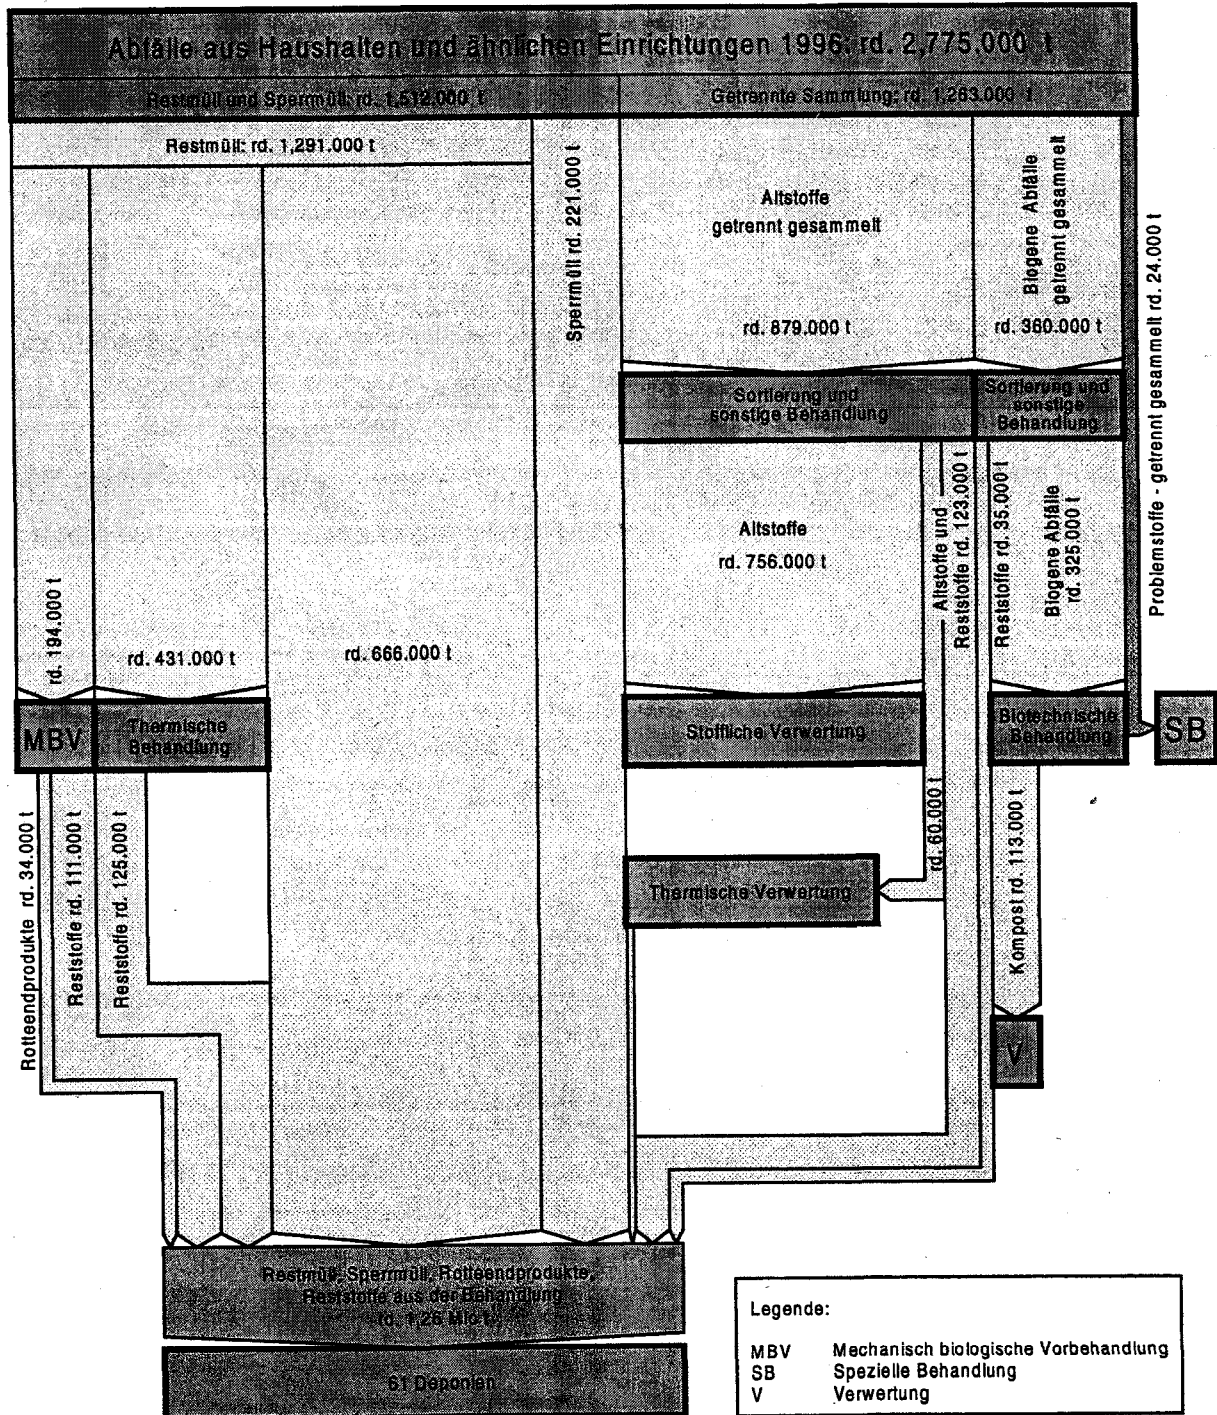 Abfälle aus Haushalten und ähnlichen Einrichtungen 1996: rd. 2,775.000 t
Restmüll und Sperrmüll: rd. 1,512.000 t
Getrennte Sammlung: rd. 1,263.000 t
Restmüll: rd. 1,291.000 t
Sperrmüll rd. 221.000 t
Altstoffe
getrennt gesammelt
rd. 879.000 t
Biogene Abfälle
getrennt gesammelt
rd. 360.000 t
Problemstoffe - getrennt gesammelt rd. 24.000 t
Sortierung und
sonstige Behandlung
Sortierung und
sonstige
Behandlung
Altstoffe
rd. 756.000 t
Altstoffe und
Reststoffe rd. 123.000 t
Reststoffe rd. 35.000 t
Biogene Abfälle
rd. 325.000 t
rd. 194.000 t
rd. 431.000 t
rd. 666.000 t
MBV
Thermische
Behandlung
Stoffliche Verwertung
Biotechnische
Behandlung
SB
Rotteendprodukte rd. 34.000 t
Reststoffe rd. 111.000 t
Reststoffe rd. 125.000 t
rd. 60.000 t
Thermische Verwertung
Kompost rd. 113.000 t
V
Restmüll, Sperrmüll, Rotteendprodukte,
Reststoffe aus der Behandlung
rd. 1,26 Mio t
61 Deponien
Legende:
MBV Mechanisch biologische Vorbehandlung
SB Spezielle Behandlung
V Verwertung